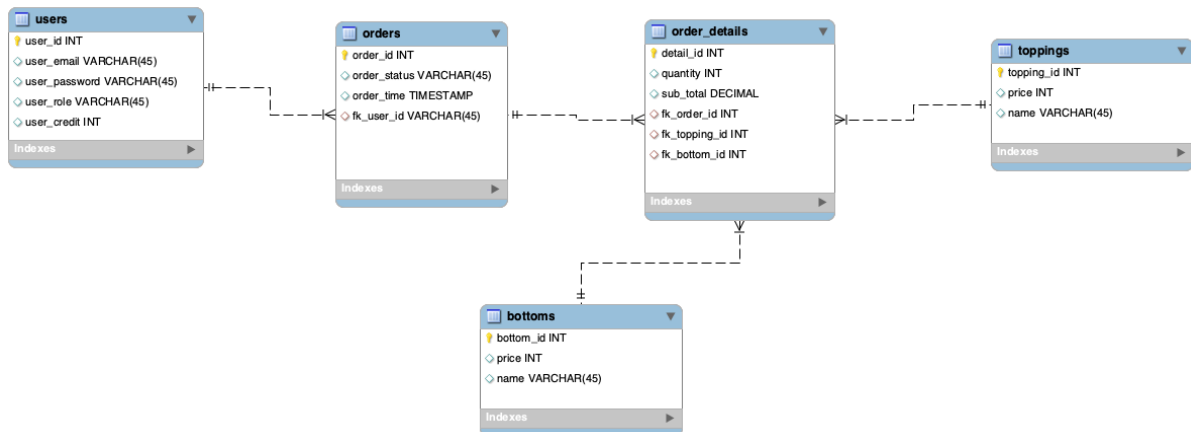 users
user_id INT
user_email VARCHAR(45)
user_password VARCHAR(45)
user_role VARCHAR(45)
user_credit INT
Indexes
orders
order_id INT
order_status VARCHAR(45)
order_time TIMESTAMP
fk_user_id VARCHAR(45)
Indexes
order_details
detail_id INT
quantity INT
sub_total DECIMAL
fk_order_id INT
fk_topping_id INT
fk_bottom_id INT
Indexes
toppings
topping_id INT
price INT
name VARCHAR(45)
Indexes
bottoms
bottom_id INT
price INT
name VARCHAR(45)
Indexes